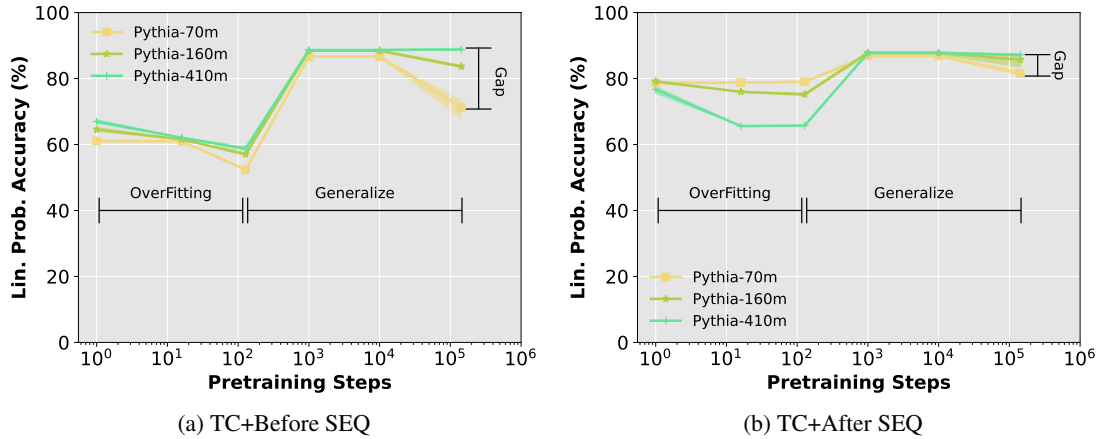 Lin. Prob. Accuracy (%)
100
80
60
40
20
0
Pythia-70m
Pythia-160m
Pythia-410m
Gap
OverFitting
Generalize
10^0
10^1
10^2
10^3
10^4
10^5
10^6
Pretraining Steps
(a) TC+Before SEQ
Lin. Prob. Accuracy (%)
100
80
60
40
20
0
Gap
OverFitting
Generalize
Pythia-70m
Pythia-160m
Pythia-410m
10^0
10^1
10^2
10^3
10^4
10^5
10^6
Pretraining Steps
(b) TC+After SEQ